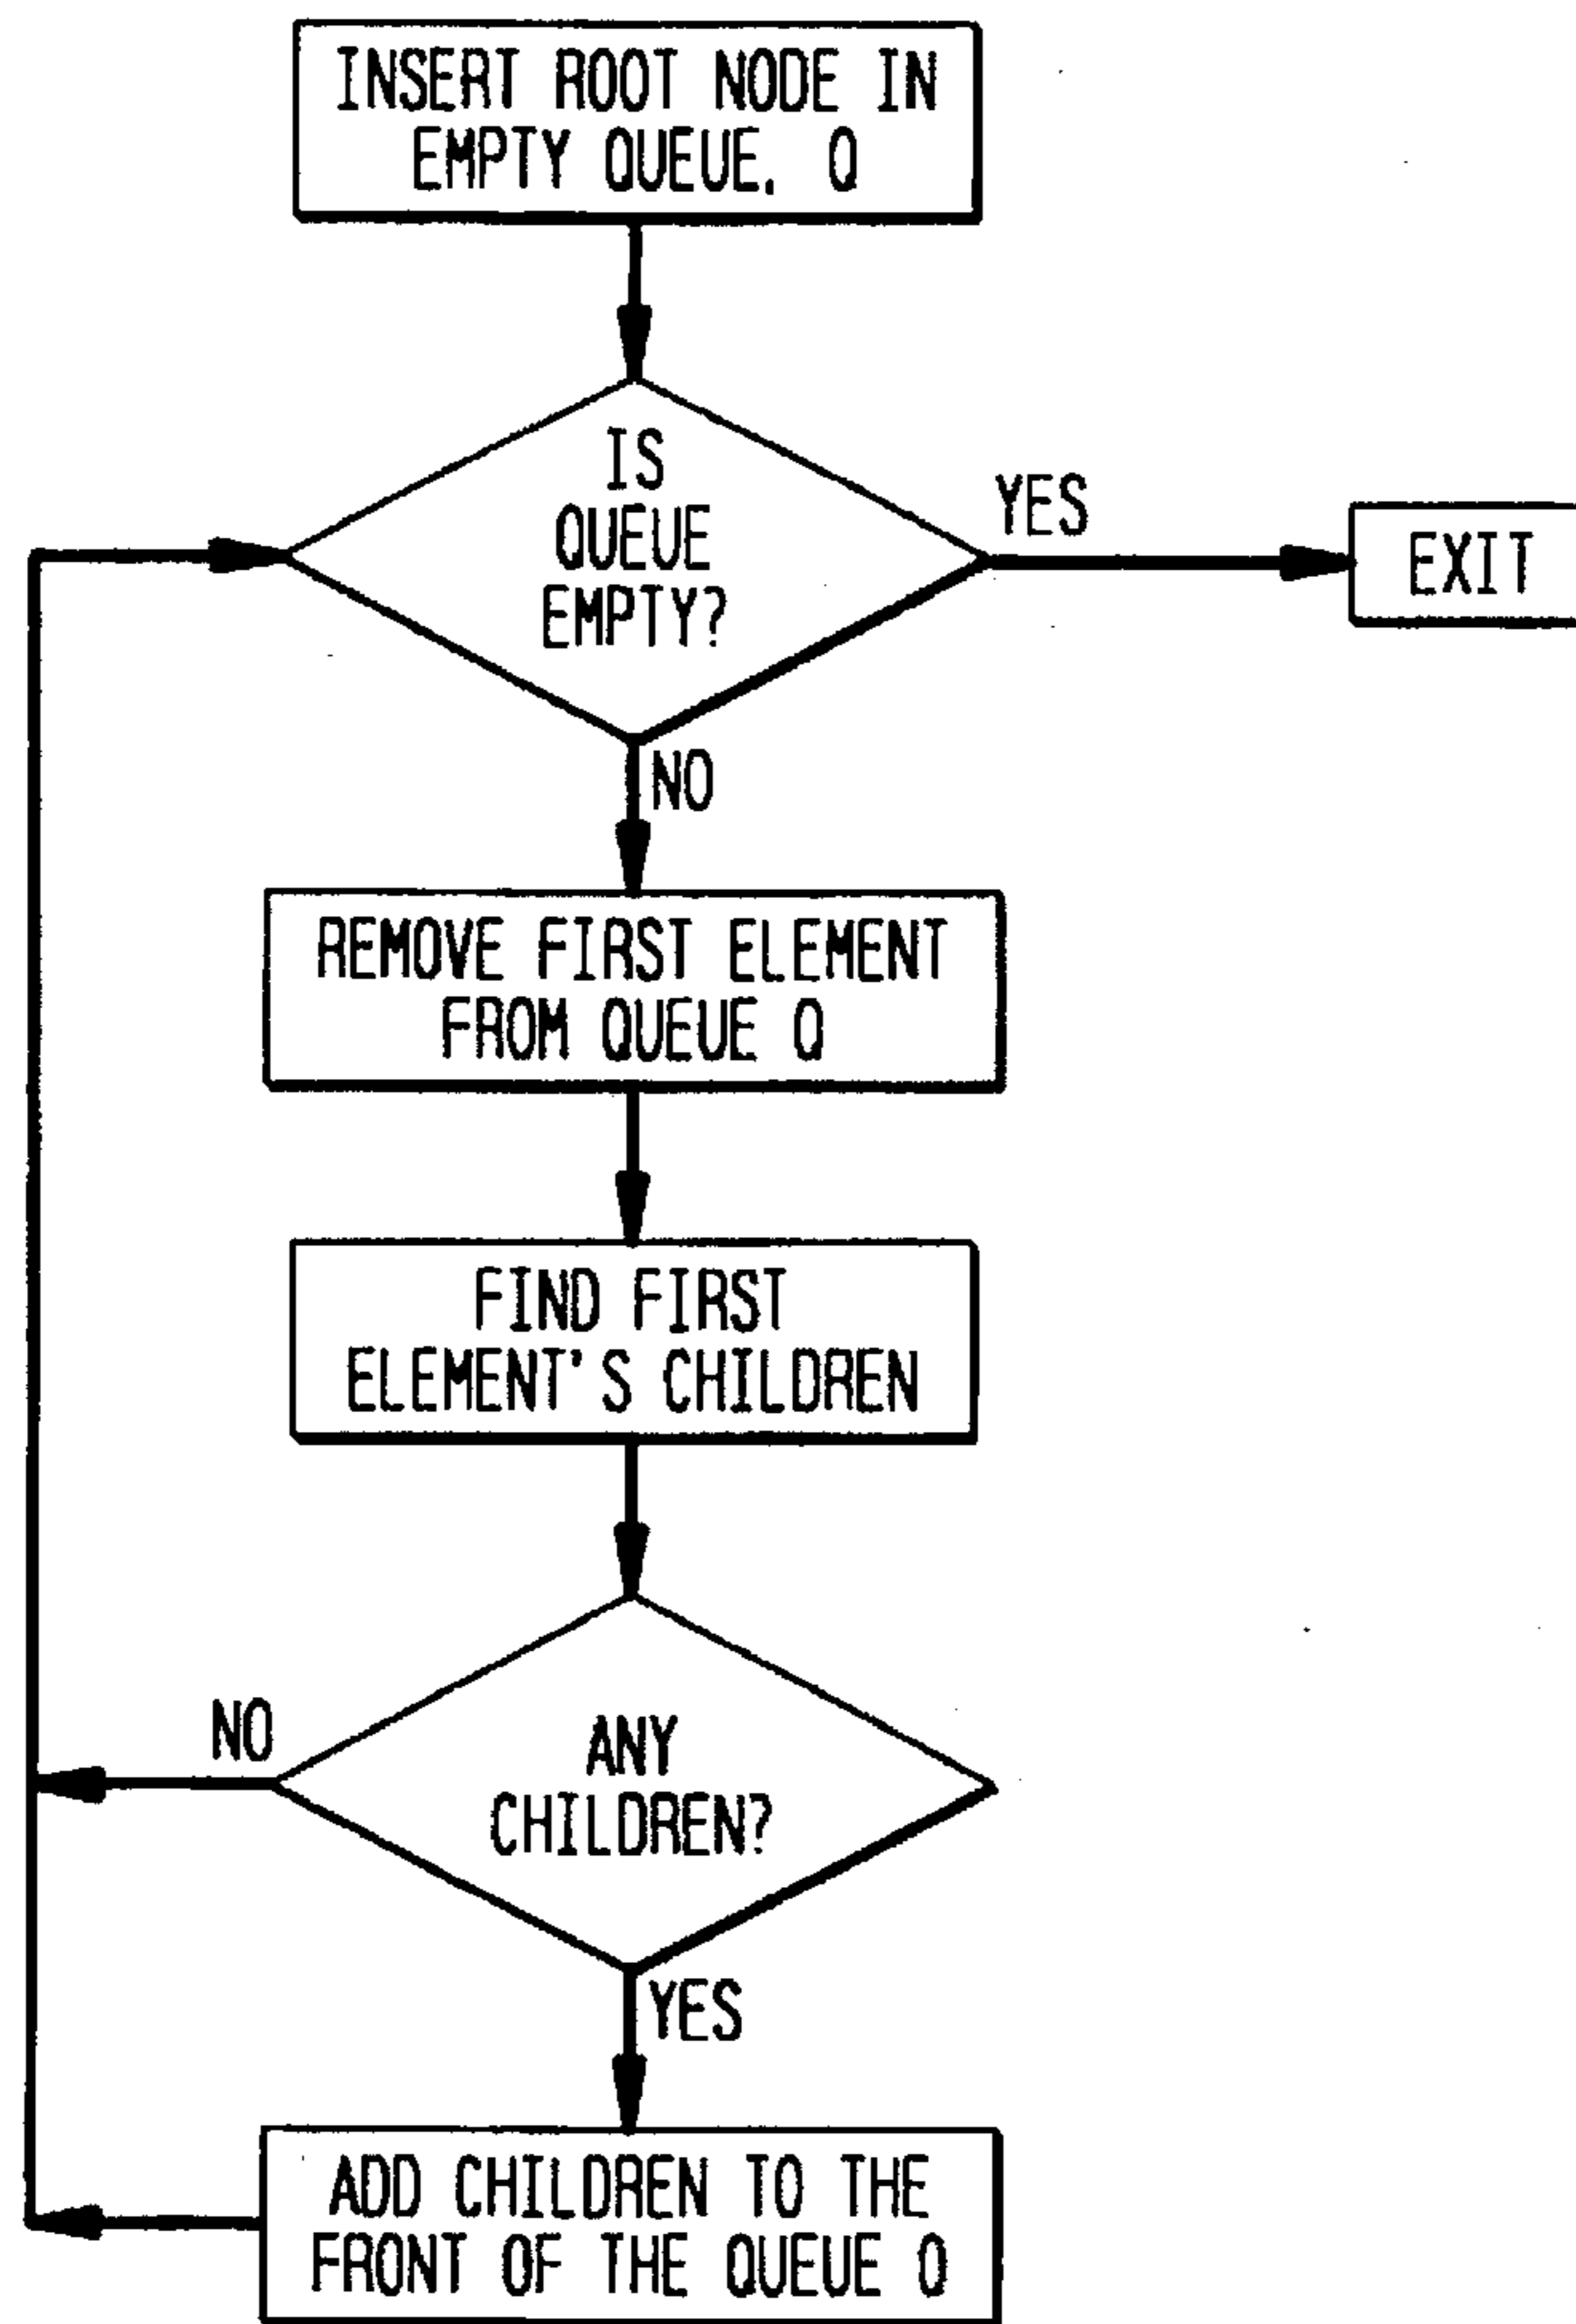 INSERT ROOT NODE IN
EMPTY QUEUE, Q
IS
QUEUE
EMPTY?
YES
EXIT
NO
REMOVE FIRST ELEMENT
FROM QUEUE Q
FIND FIRST
ELEMENT'S CHILDREN
NO
ANY
CHILDREN?
YES
ADD CHILDREN TO THE
FRONT OF THE QUEUE Q